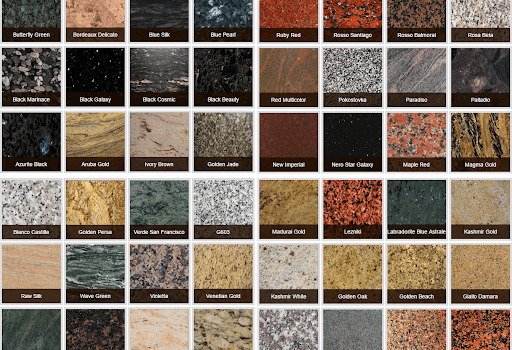 Butterfly Green
Bordeaux Delicato
Blue Silk
Blue Pearl
Ruby Red
Rosso Santiago
Rosso Balmoral
Rosa Beta
Black Marinace
Black Galaxy
Black Cosmic
Black Beauty
Red Multicolor
Pokostovka
Paradiso
Palladio
Azurite Black
Aruba Gold
Ivory Brown
Golden Jade
New Imperial
Nero Star Galaxy
Maple Red
Magma Gold
Bianco Castilla
Golden Persa
Verde San Francisco
G603
Madural Gold
Lezniki
Labradorite Blue Astrale
Kashmir Gold
Raw Silk
Wave Green
Violetta
Venetian Gold
Kashmir White
Golden Oak
Golden Beach
Giallo Damara